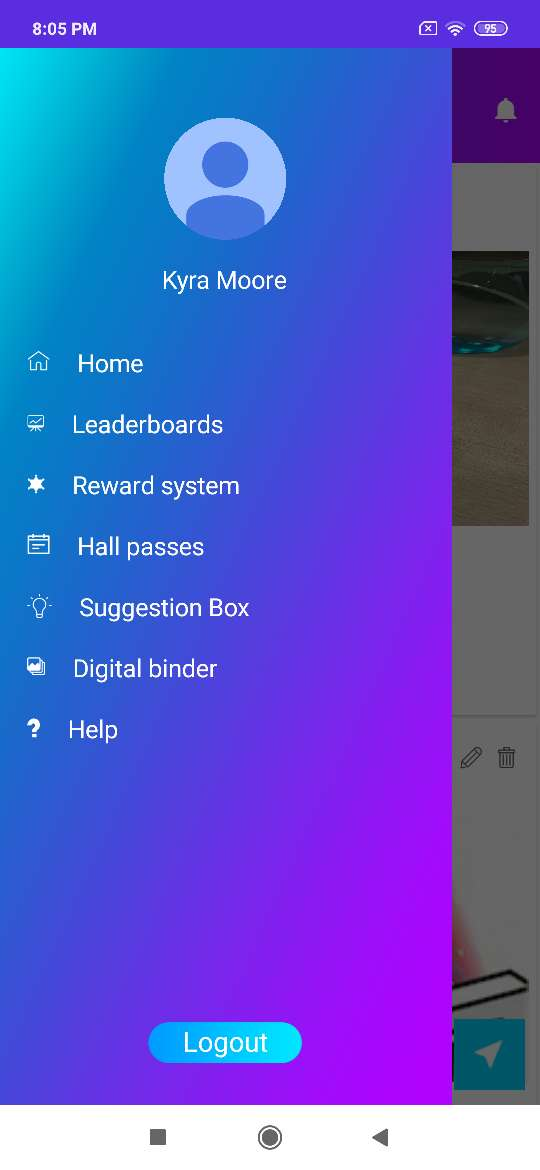 8:05 PM
95
Kyra Moore
Home
Leaderboards
Reward system
Hall passes
Suggestion Box
Digital binder
? Help
Logout